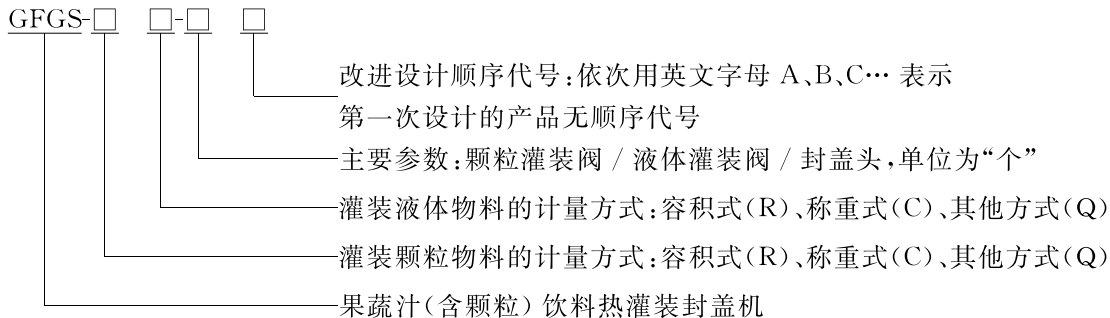 GFGS-□ □-□ □
改进设计顺序代号:依次用英文字母 A、B、C… 表示
第一次设计的产品无顺序代号
主要参数:颗粒灌装阀 / 液体灌装阀 / 封盖头,单位为“个”
灌装液体物料的计量方式:容积式(R)、称重式(C)、其他方式(Q)
灌装颗粒物料的计量方式:容积式(R)、称重式(C)、其他方式(Q)
果蔬汁(含颗粒) 饮料热灌装封盖机